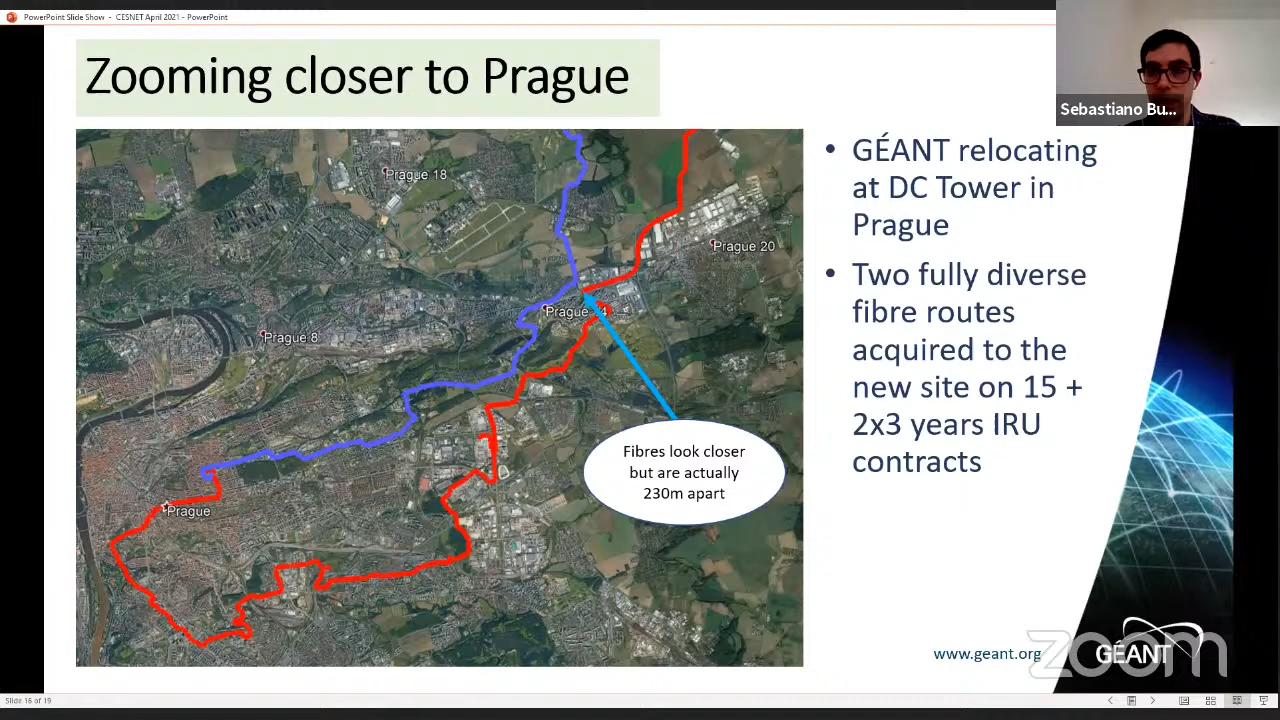 PowerPoint Slide Show - CESNET April 2021 - PowerPoint
Zooming closer to Prague
Sebastiano Bu...
Prague 18
Prague 20
Prague 8
Prague
Fibres look closer
but are actually
230m apart
• GÉANT relocating
at DC Tower in
Prague
• Two fully diverse
fibre routes
acquired to the
new site on 15 +
2x3 years IRU
contracts
www.geant.org
zoom
GÉANT
Slide 16 of 19